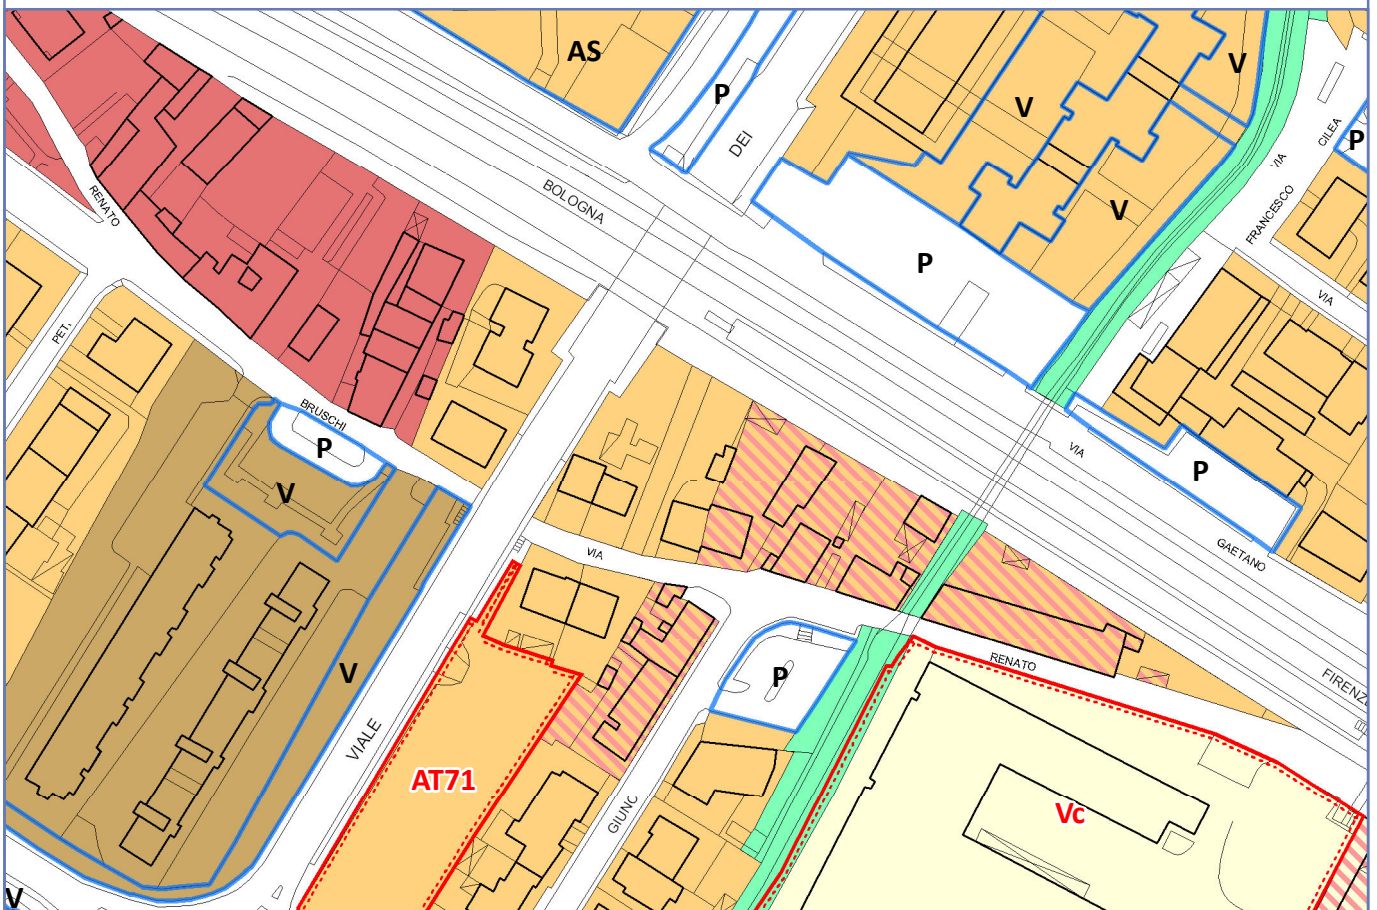 AS
V
P
CILEA
P
V
DEI
VIA
RENATO
BOLOGNA
FRANCESCO
V
P
VIA
PET.
BRUSCHI
P
VIA
P
V
GAETANO
VIA
RENATO
V
P
FIRENZ
VIALE
AT71
GIUNC
Vc
V